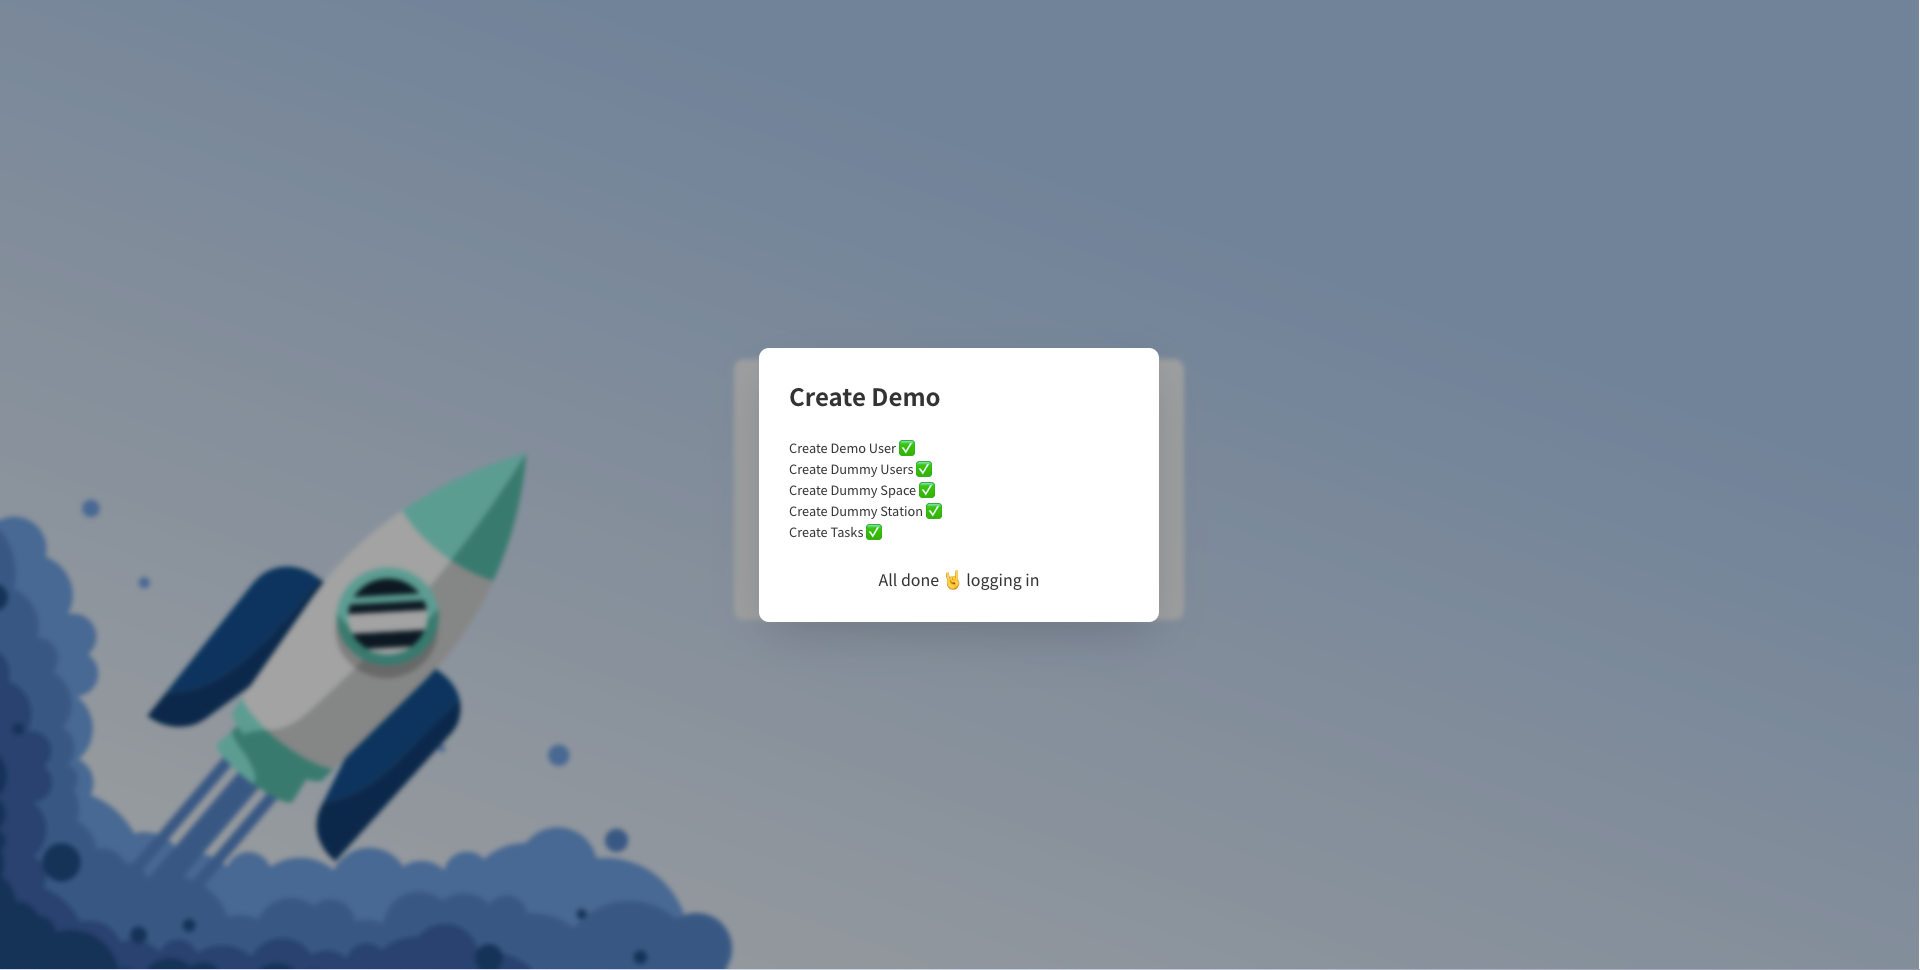 Create Demo
Create Demo User ✅
Create Dummy Users ✅
Create Dummy Space ✅
Create Dummy Station ✅
Create Tasks ✅
All done 🤘 logging in